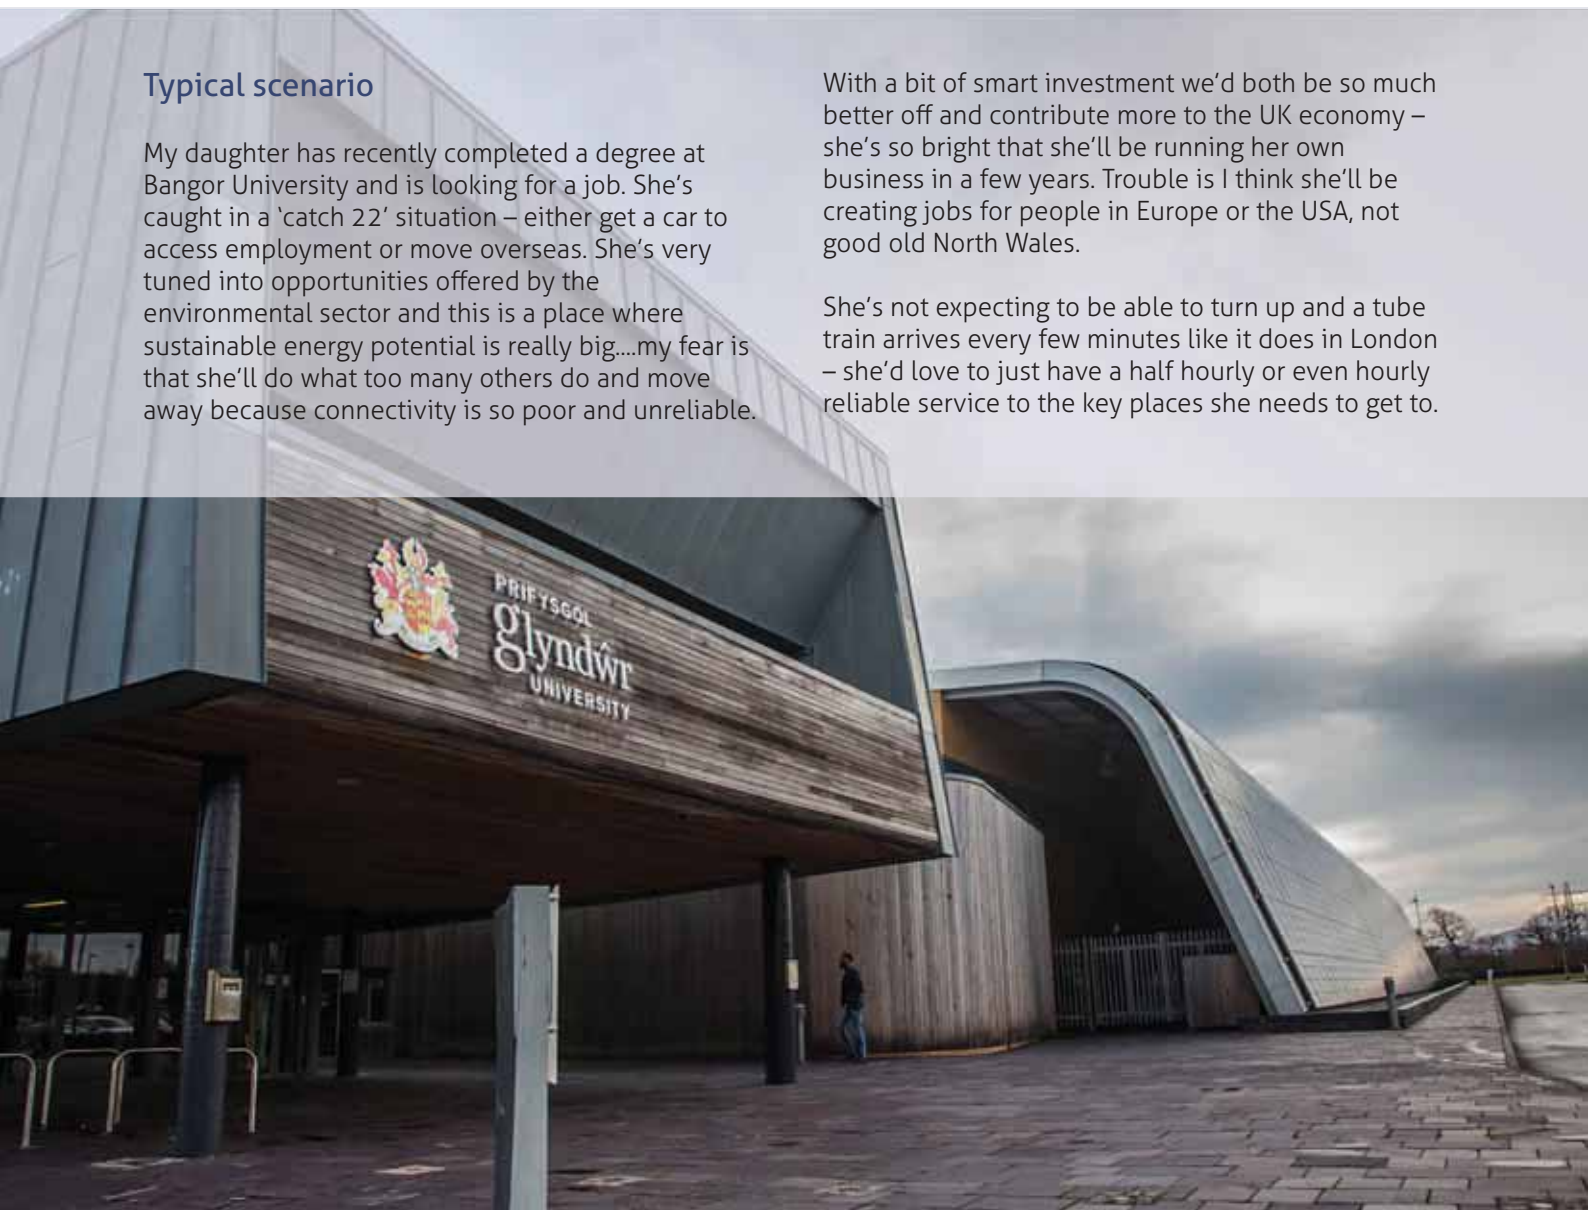 Typical scenario
My daughter has recently completed a degree at
Bangor University and is looking for a job. She's
caught in a ‘catch 22’ situation – either get a car to
access employment or move overseas. She's very
tuned into opportunities offered by the
environmental sector and this is a place where
sustainable energy potential is really big....my fear is
that she'll do what too many others do and move
away because connectivity is so poor and unreliable.
With a bit of smart investment we'd both be so much
better off and contribute more to the UK economy –
she's so bright that she'll be running her own
business in a few years. Trouble is I think she'll be
creating jobs for people in Europe or the USA, not
good old North Wales.
She's not expecting to be able to turn up and a tube
train arrives every few minutes like it does in London
– she'd love to just have a half hourly or even hourly
reliable service to the key places she needs to get to.
PRIFYSGOL
glyndŵr
UNIVERSITY